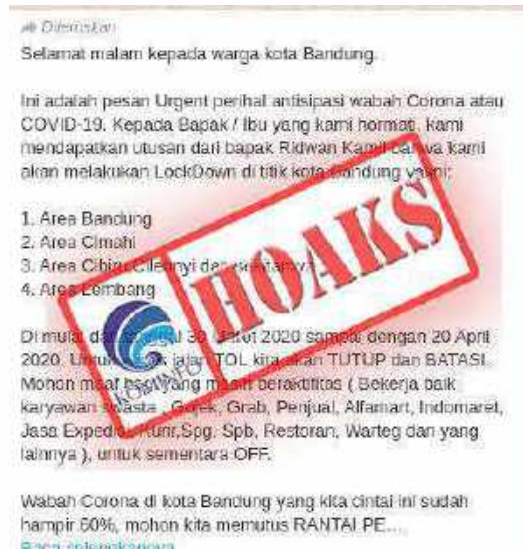 Diteruskan
Selamat malam kepada warga kota Bandung.
Ini adalah pesan Urgent perihal antisipasi wabah Corona atau
COVID-19. Kepada Bapak / Ibu yang kami hormati, kami
mendapatkan utusan dari bapak Ridwan Kamil bahwa kami
akan melakukan LockDown di titik kota Bandung yakni:
1. Area Bandung
2. Area Cimahi
3. Area Cibiru Cileunyi dan sekitarnya
4. Area Lembang
HOAKS
KOMINFO
Di mulai dari tanggal 30 Maret 2020 sampai dengan 20 April
2020. Untuk jalan TOL kita akan TUTUP dan BATASI.
Mohon maaf bagi yang masih beraktifitas ( Bekerja baik
karyawan swasta , Gojek, Grab, Penjual, Alfamart, Indomaret,
Jasa Expedisi, Kurir,Spg, Spb, Restoran, Warteg dan yang
lainnya ), untuk sementara OFF.
Wabah Corona di kota Bandung yang kita cintai ini sudah
hampir 60%, mohon kita memutus RANTAI PE....
Baca selengkapnya